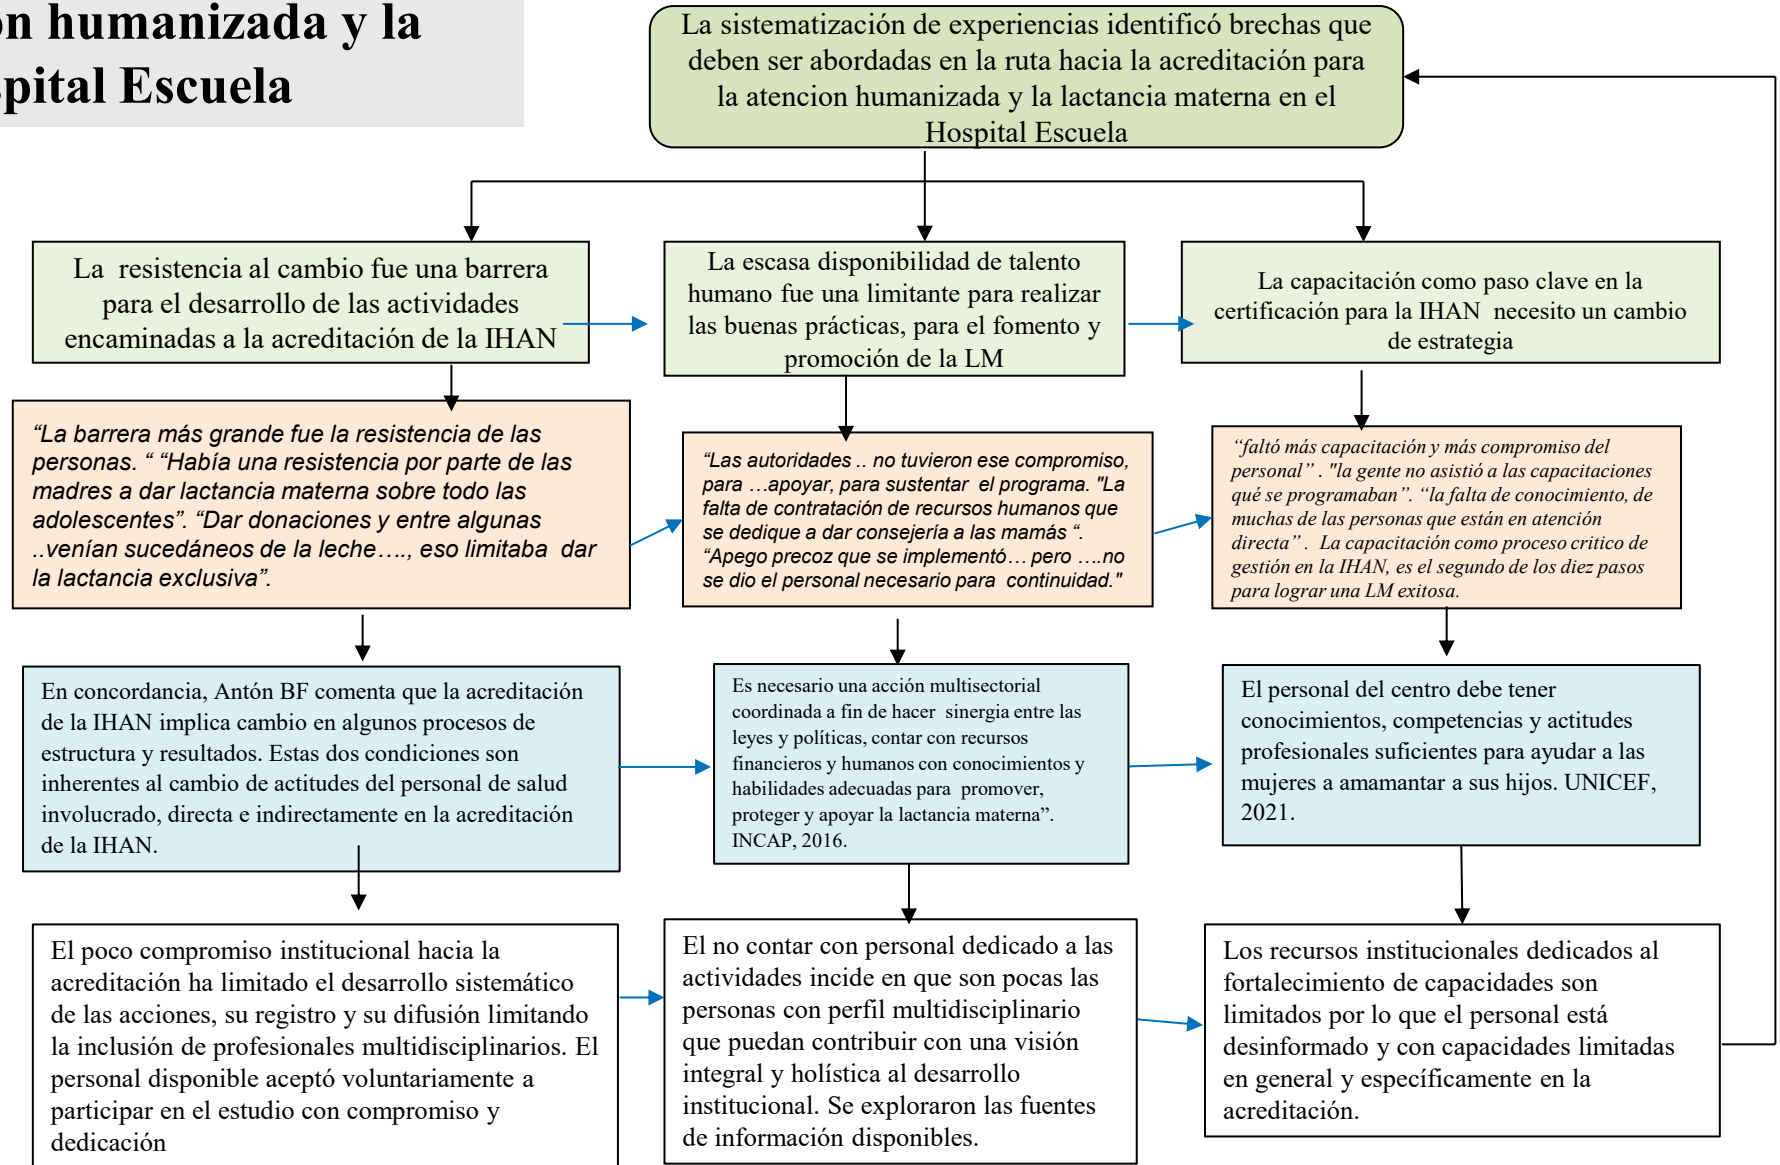 ón humanizada y la
spital Escuela
La sistematización de experiencias identificó brechas que
deben ser abordadas en la ruta hacia la acreditación para
la atencion humanizada y la lactancia materna en el
Hospital Escuela
La  resistencia al cambio fue una barrera
para el desarrollo de las actividades
encaminadas a la acreditación de la IHAN
La escasa disponibilidad de talento
humano fue una limitante para realizar
las buenas prácticas, para el fomento y
promoción de la LM
La capacitación como paso clave en la
certificación para la IHAN  necesito un cambio
de estrategia
“La barrera más grande fue la resistencia de las
personas. “ “Había una resistencia por parte de las
madres a dar lactancia materna sobre todo las
adolescentes”. “Dar donaciones y entre algunas
..venían sucedáneos de la leche…., eso limitaba  dar
la lactancia exclusiva”.
“Las autoridades .. no tuvieron ese compromiso,
para …apoyar, para sustentar  el programa. "La
falta de contratación de recursos humanos que
se dedique a dar consejería a las mamás “.
“Apego precoz que se implementó… pero ….no
se dio el personal necesario para  continuidad."
“faltó más capacitación y más compromiso del
personal” . "la gente no asistió a las capacitaciones
qué se programaban”. “la falta de conocimiento, de
muchas de las personas que están en atención
directa” .  La capacitación como proceso critico de
gestión en la IHAN, es el segundo de los diez pasos
para lograr una LM exitosa.
En concordancia, Antón BF comenta que la acreditación
de la IHAN implica cambio en algunos procesos de
estructura y resultados. Estas dos condiciones son
inherentes al cambio de actitudes del personal de salud
involucrado, directa e indirectamente en la acreditación
de la IHAN.
Es necesario una acción multisectorial
coordinada a fin de hacer  sinergia entre las
leyes y políticas, contar con recursos
financieros y humanos con conocimientos y
habilidades adecuadas para  promover,
proteger y apoyar la lactancia materna”.
INCAP, 2016.
El personal del centro debe tener
conocimientos, competencias y actitudes
profesionales suficientes para ayudar a las
mujeres a amamantar a sus hijos. UNICEF,
2021.
El poco compromiso institucional hacia la
acreditación ha limitado el desarrollo sistemático
de las acciones, su registro y su difusión limitando
la inclusión de profesionales multidisciplinarios. El
personal disponible aceptó voluntariamente a
participar en el estudio con compromiso y
dedicación
El no contar con personal dedicado a las
actividades incide en que son pocas las
personas con perfil multidisciplinario
que puedan contribuir con una visión
integral y holística al desarrollo
institucional. Se exploraron las fuentes
de información disponibles.
Los recursos institucionales dedicados al
fortalecimiento de capacidades son
limitados por lo que el personal está
desinformado y con capacidades limitadas
en general y específicamente en la
acreditación.